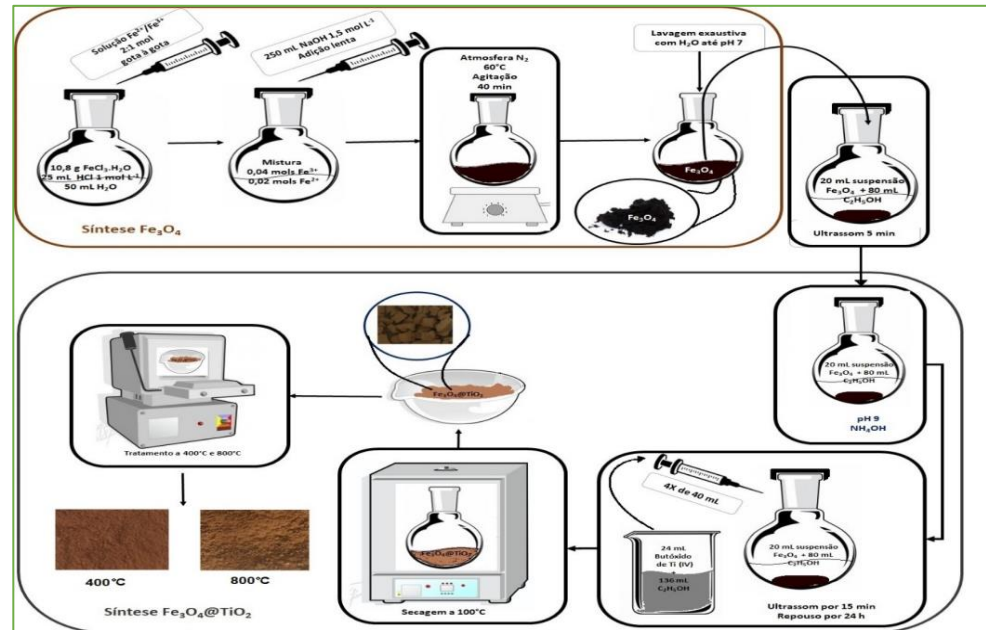 Solução Fe²⁺/Fe³⁺
2:1 mol
gota à gota
10,8 g FeCl₃.H₂O
25 mL HCl 1 mol L⁻¹
50 mL H₂O
250 mL NaOH 1,5 mol L⁻¹
Adição lenta
Mistura
0,04 mols Fe³⁺
0,02 mols Fe²⁺
Atmosfera N₂
60°C
Agitação
40 min
Lavagem exaustiva
com H₂O até pH 7
Fe₃O₄
Fe₃O₄
20 mL suspensão
Fe₃O₄ + 80 mL
C₂H₅OH
Ultrassom 5 min
Síntese Fe₃O₄
20 mL suspensão
Fe₃O₄ + 80 mL
C₂H₅OH
pH 9
NH₄OH
4X de 40 mL
24 mL
Butóxido
de Ti (IV)
+
136 mL
C₂H₅OH
20 mL suspensão
Fe₃O₄ + 80 mL
C₂H₅OH
Ultrassom por 15 min
Repouso por 24 h
Fe₃O₄@TiO₂
Secagem a 100°C
Fe₃O₄@TiO₂
Tratamento a 400°C e 800°C
400°C
800°C
Síntese Fe₃O₄@TiO₂